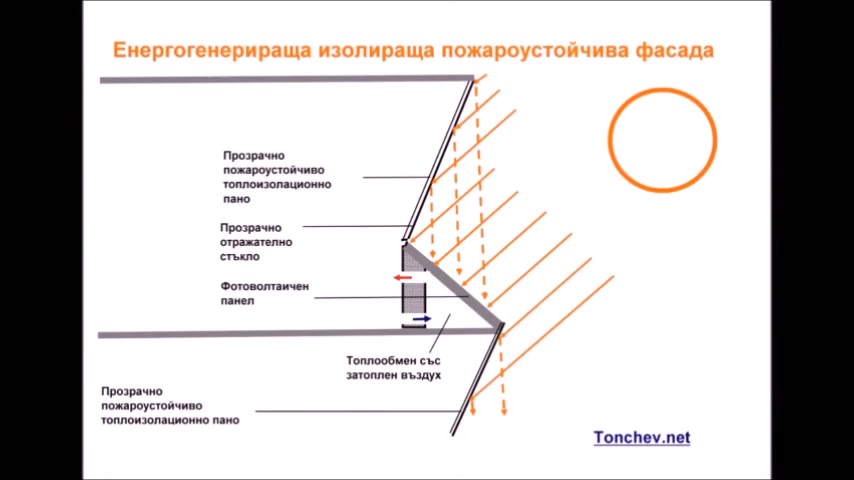 Енергогенерираща изолираща пожароустойчива фасада
Прозрачно
пожароустойчиво
топлоизолационно
пано
Прозрачно
отражателно
стъкло
Фотоволтаичен
панел
Топлообмен със
затоплен въздух
Прозрачно
пожароустойчиво
топлоизолационно пано
Tonchev.net